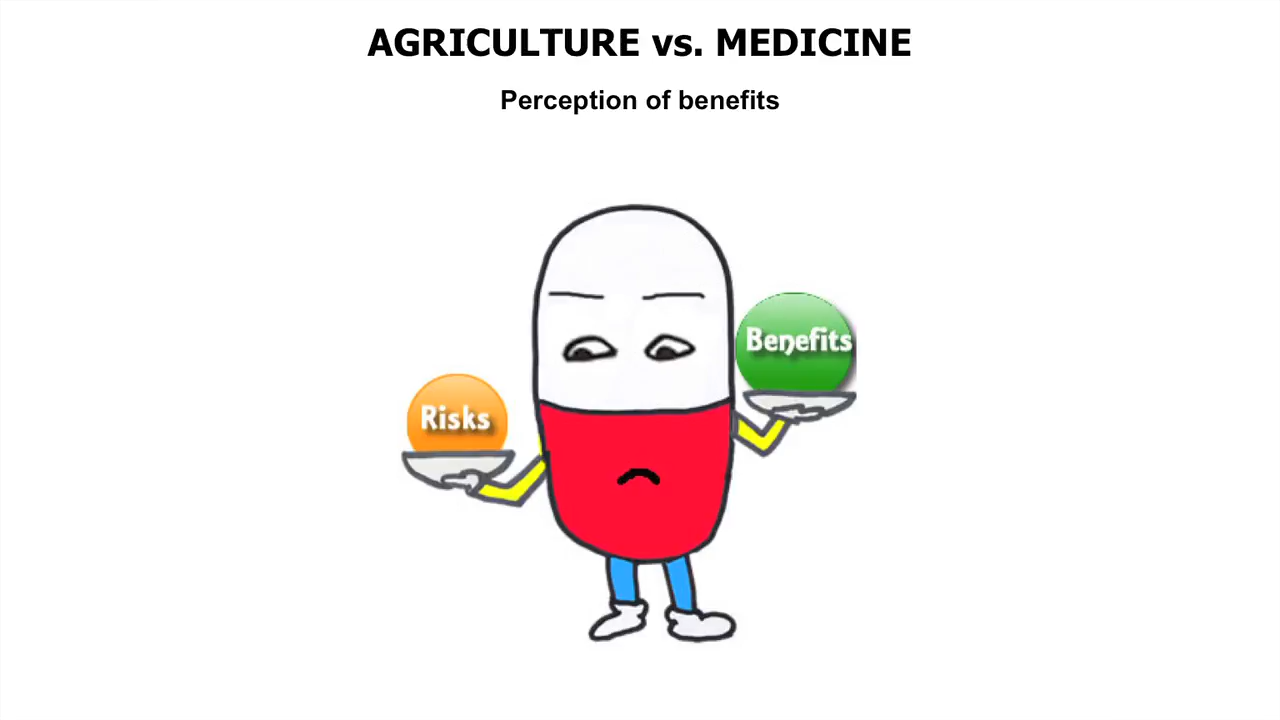 AGRICULTURE vs. MEDICINE
Perception of benefits
Benefits
Risks